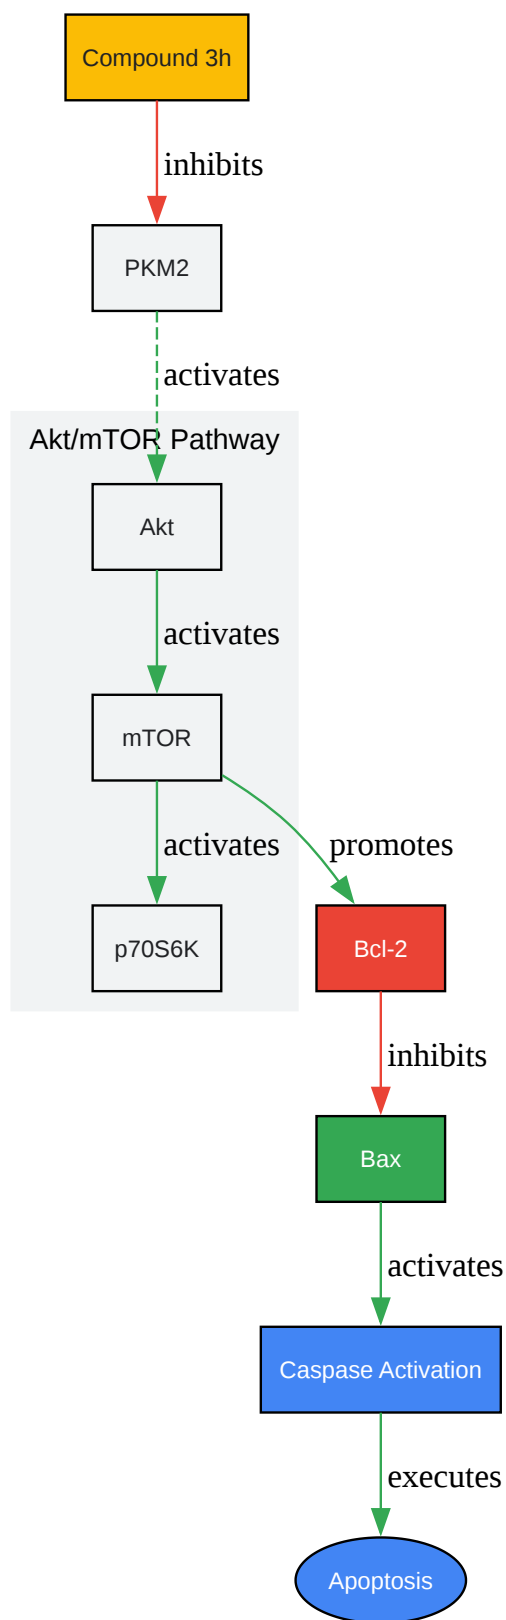 Compound 3h
inhibits
PKM2
activates
Akt/mTOR Pathway
Akt
activates
mTOR
activates
promotes
p70S6K
Bcl-2
inhibits
Bax
activates
Caspase Activation
executes
Apoptosis